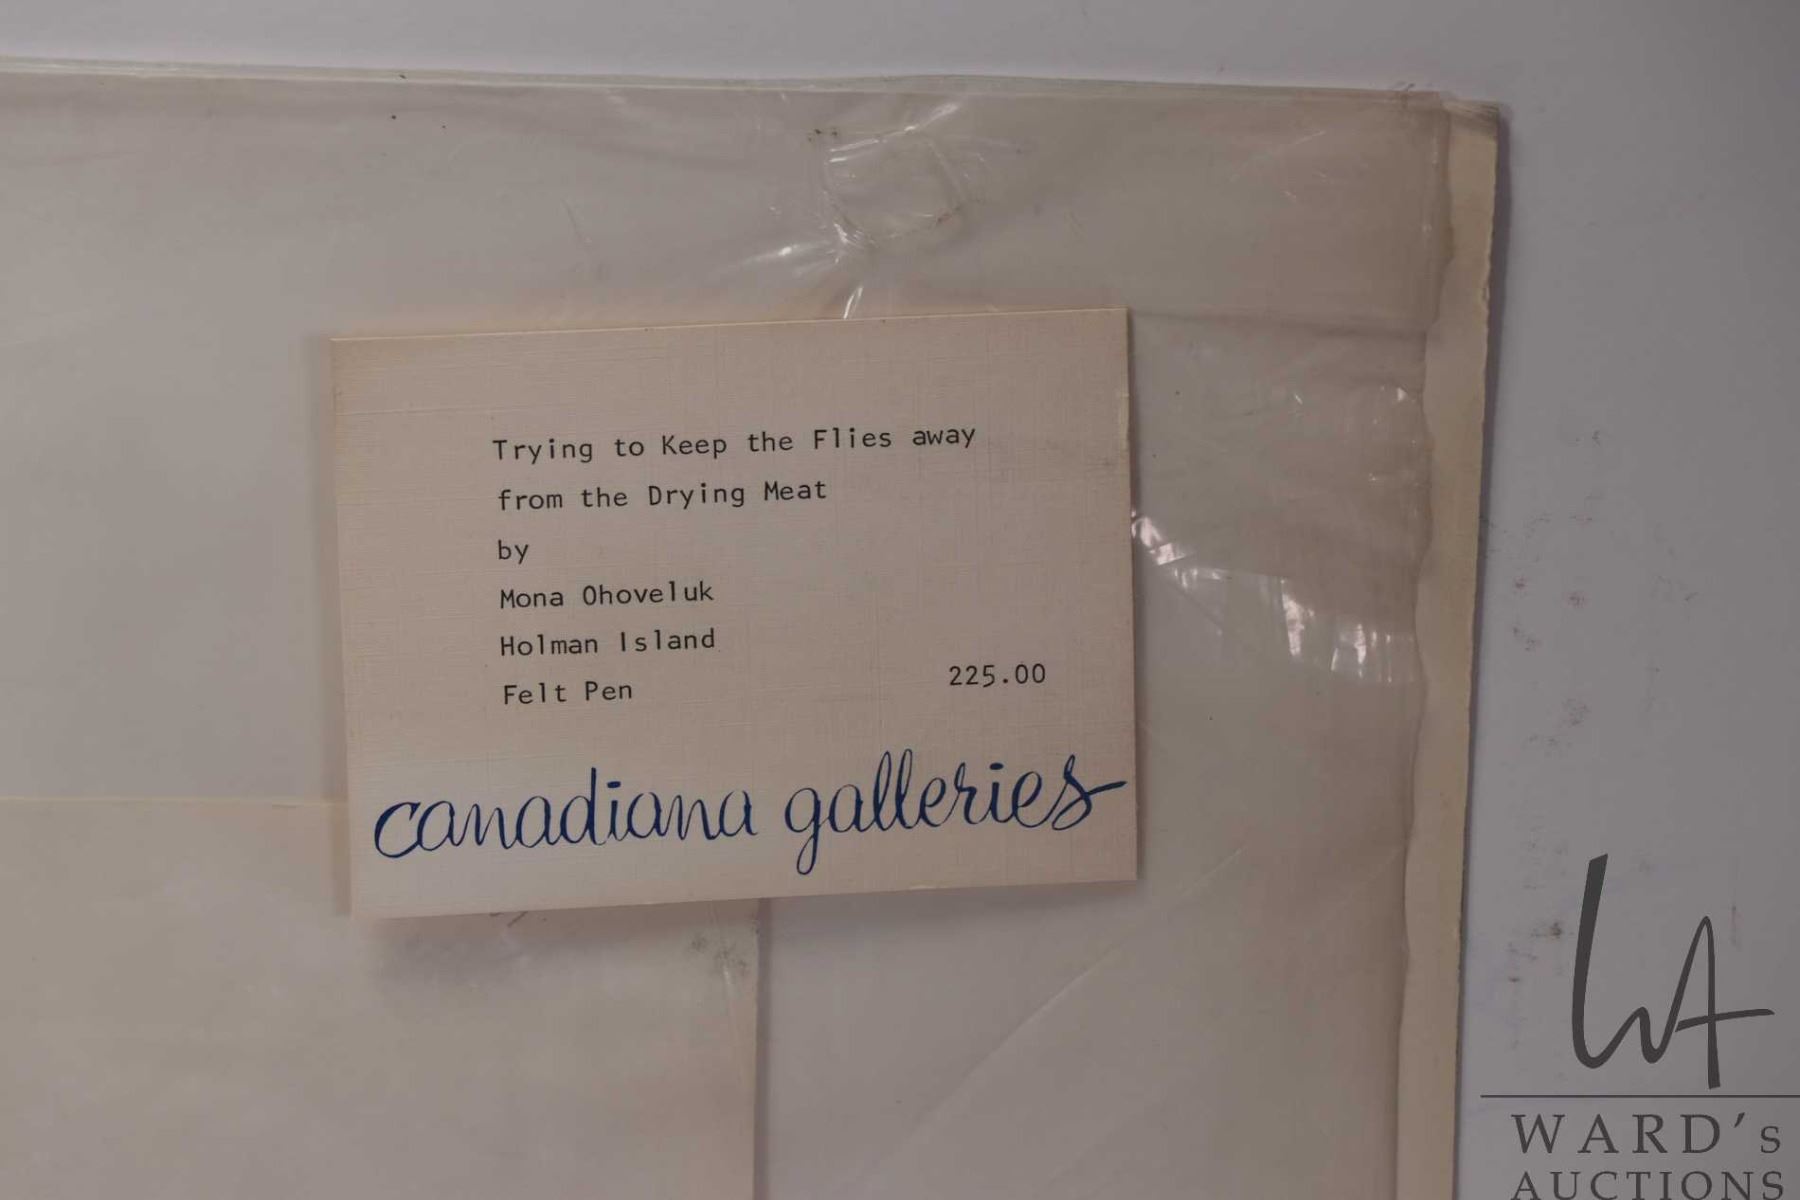 Trying to Keep the Flies away
from the Drying Meat
by
Mona Ohoveluk
Holman Island
Felt Pen 225.00
canadiana galleries
WA
WARD's
AUCTIONS